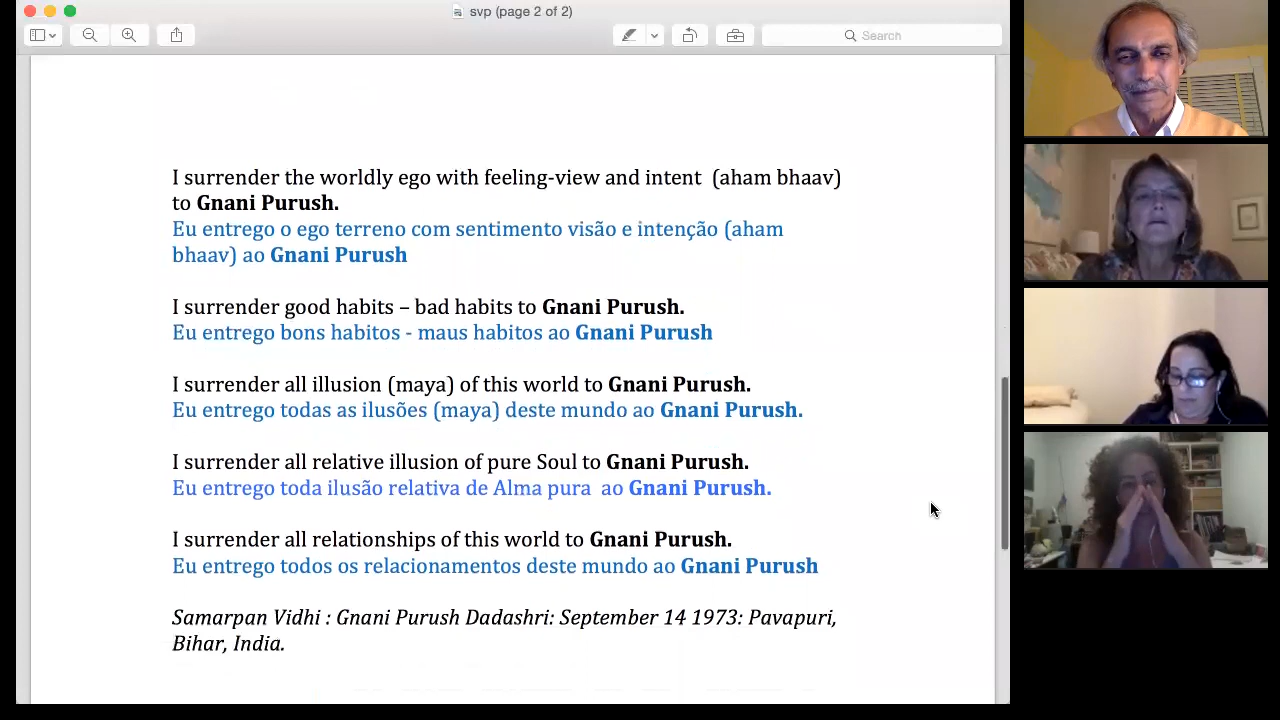 svp (page 2 of 2)
Search
I surrender the worldly ego with feeling-view and intent  (aham bhaav)
to Gnani Purush.
Eu entrego o ego terreno com sentimento visão e intenção (aham
bhaav) ao Gnani Purush
I surrender good habits – bad habits to Gnani Purush.
Eu entrego bons habitos - maus habitos ao Gnani Purush
I surrender all illusion (maya) of this world to Gnani Purush.
Eu entrego todas as ilusões (maya) deste mundo ao Gnani Purush.
I surrender all relative illusion of pure Soul to Gnani Purush.
Eu entrego toda ilusão relativa de Alma pura  ao Gnani Purush.
I surrender all relationships of this world to Gnani Purush.
Eu entrego todos os relacionamentos deste mundo ao Gnani Purush
Samarpan Vidhi : Gnani Purush Dadashri: September 14 1973: Pavapuri,
Bihar, India.